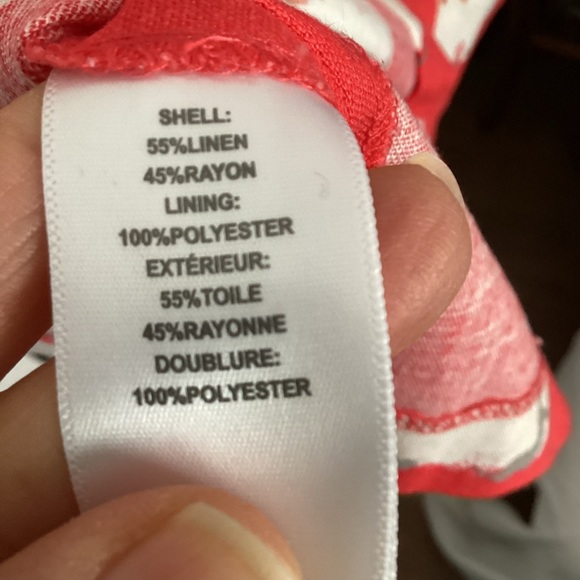 SHELL:
55%LINEN
45%RAYON
LINING:
100%POLYESTER
EXTÉRIEUR:
55%TOILE
45%RAYONNE
DOUBLURE:
100%POLYESTER